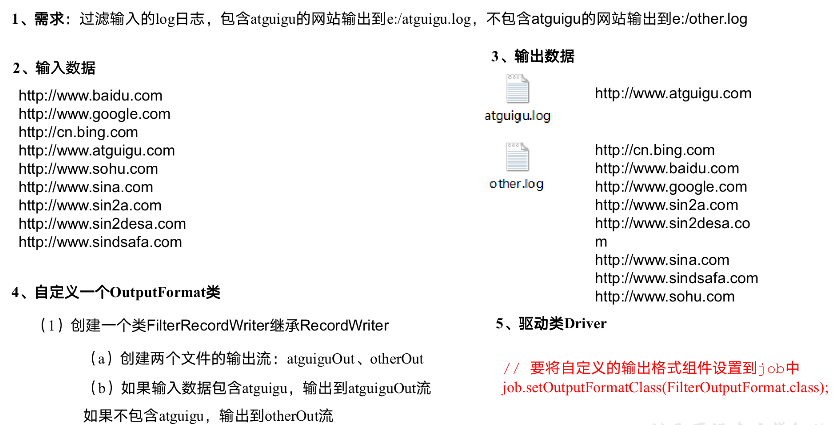 1、需求：过滤输入的log日志，包含atguigu的网站输出到e:/atguigu.log，不包含atguigu的网站输出到e:/other.log
2、输入数据
http://www.baidu.com
http://www.google.com
http://cn.bing.com
http://www.atguigu.com
http://www.sohu.com
http://www.sina.com
http://www.sin2a.com
http://www.sin2desa.com
http://www.sindsafa.com
3、输出数据
atguigu.log
http://www.atguigu.com
other.log
http://cn.bing.com
http://www.baidu.com
http://www.google.com
http://www.sin2a.com
http://www.sin2desa.co
m
http://www.sina.com
http://www.sindsafa.com
http://www.sohu.com
4、自定义一个OutputFormat类
（1）创建一个类FilterRecordWriter继承RecordWriter
（a）创建两个文件的输出流：atguiguOut、otherOut
（b）如果输入数据包含atguigu，输出到atguiguOut流
如果不包含atguigu，输出到otherOut流
5、驱动类Driver
// 要将自定义的输出格式组件设置到job中
job.setOutputFormatClass(FilterOutputFormat.class);